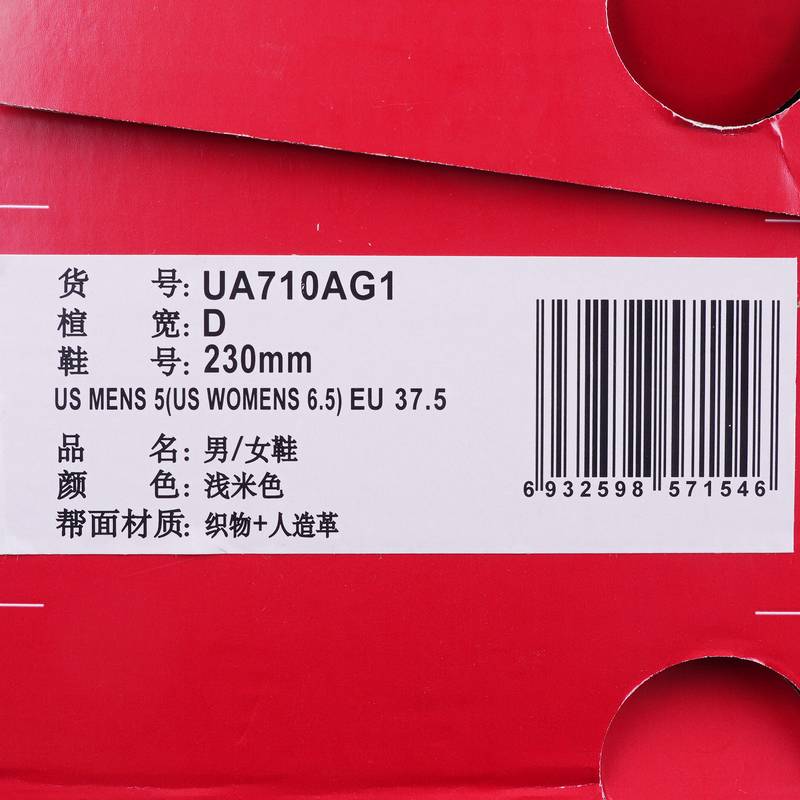 货 号: UA710AG1
楦 宽: D
鞋 号: 230mm
US MENS 5(US WOMENS 6.5) EU 37.5
品 名: 男/女鞋
颜 色: 浅米色
帮面材质: 织物+人造革
6 932598 571546